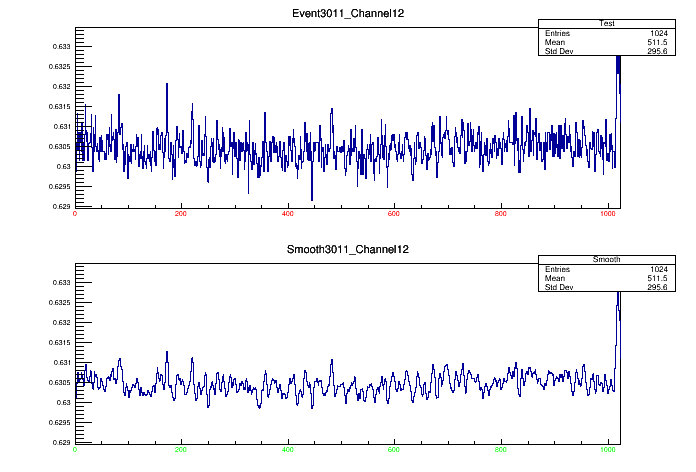 Event3011_Channel12
Test
Entries 1024
Mean 511.5
Std Dev 295.6
0.633
0.6325
0.632
0.6315
0.631
0.6305
0.63
0.6295
0.629
0 200 400 600 800 1000
Smooth3011_Channel12
Smooth
Entries 1024
Mean 511.5
Std Dev 295.6
0.633
0.6325
0.632
0.6315
0.631
0.6305
0.63
0.6295
0.629
0 200 400 600 800 1000